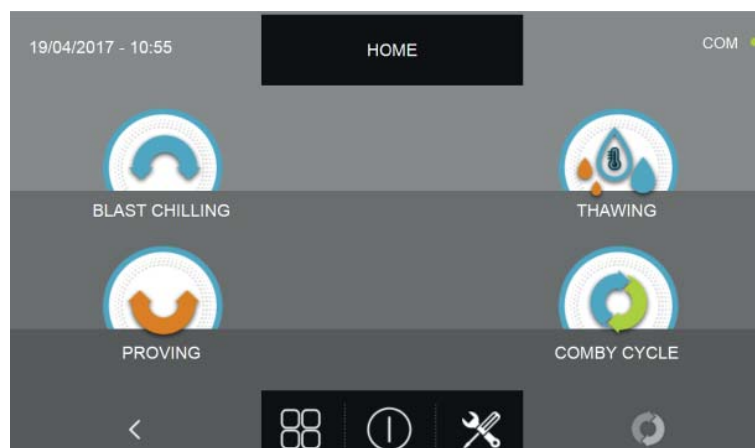 19/04/2017 - 10:55
HOME
COM
BLAST CHILLING
THAWING
PROVING
COMBY CYCLE